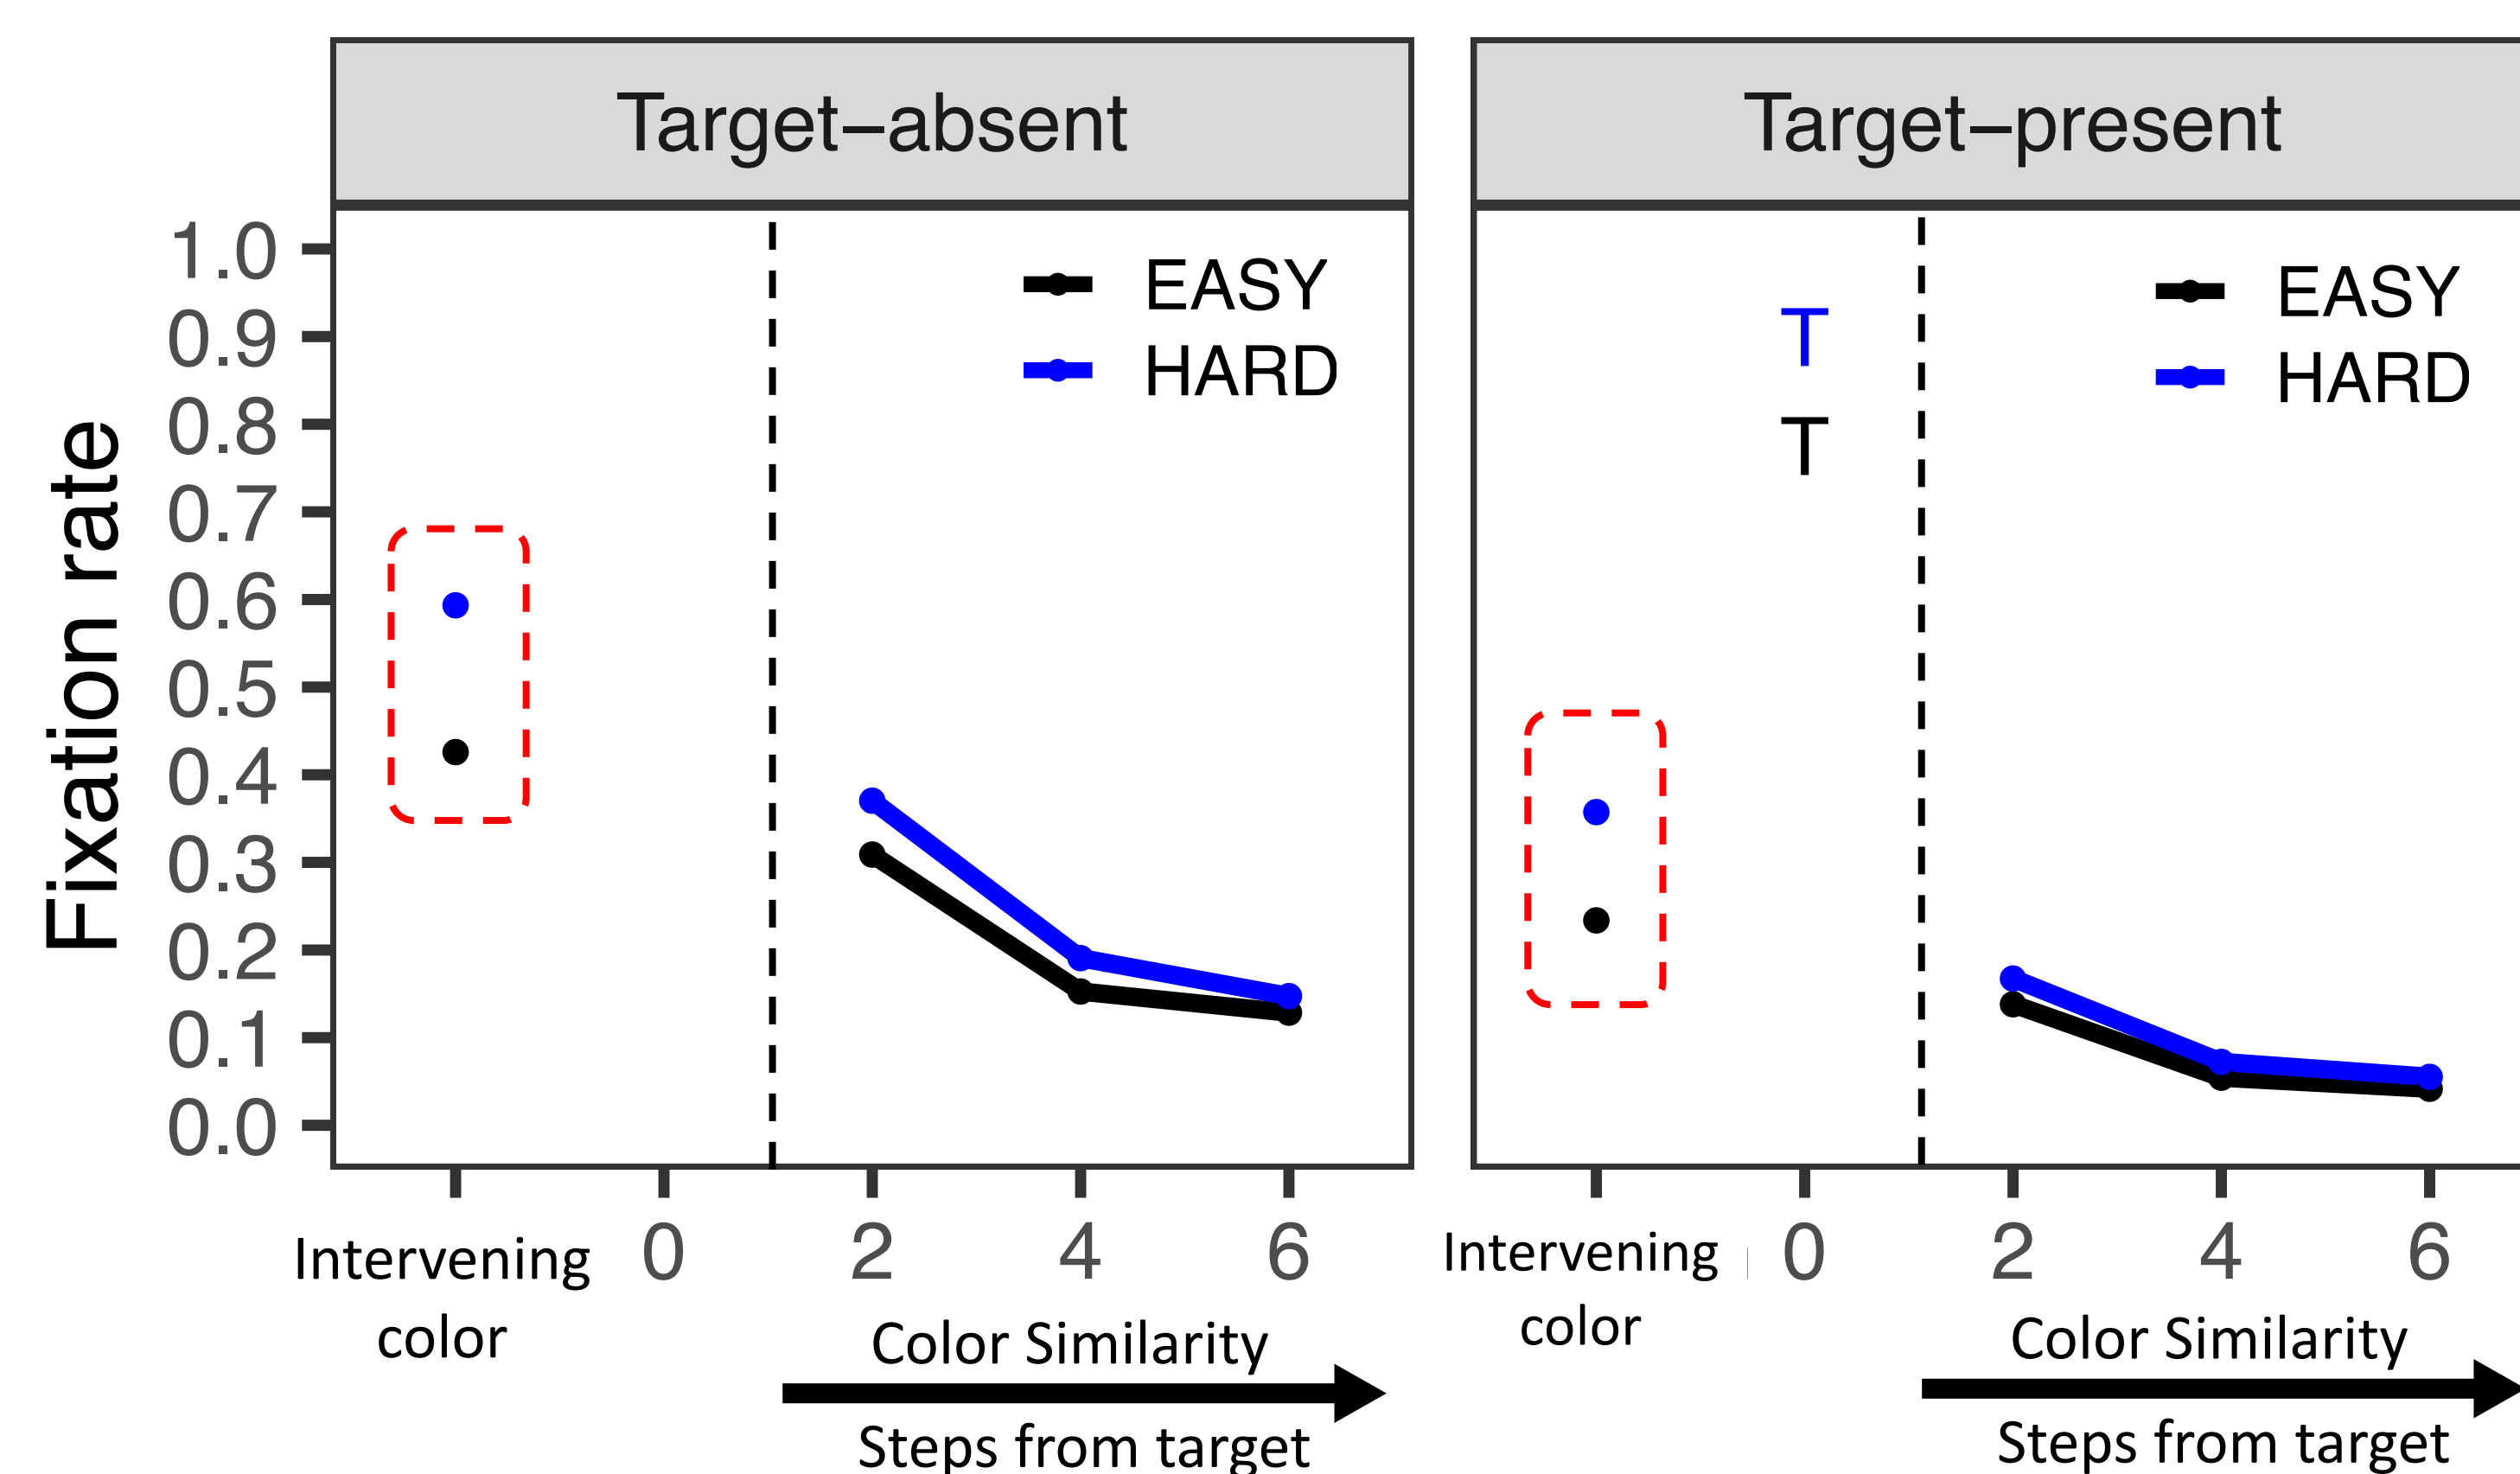 Target–absent
Target–present
Fixation rate
1.0
0.9
0.8
0.7
0.6
0.5
0.4
0.3
0.2
0.1
0.0
EASY
HARD
T
T
EASY
HARD
Intervening
color
0
2
4
6
Color Similarity
Steps from target
Intervening
color
0
2
4
6
Color Similarity
Steps from target